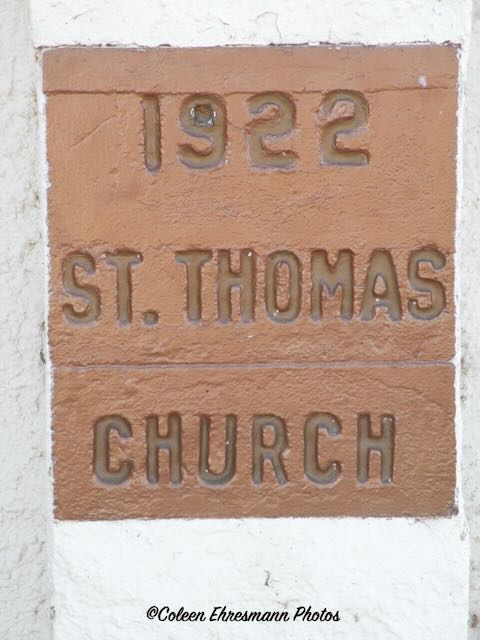 1922
ST. THOMAS
CHURCH
©Coleen Ehresmann Photos